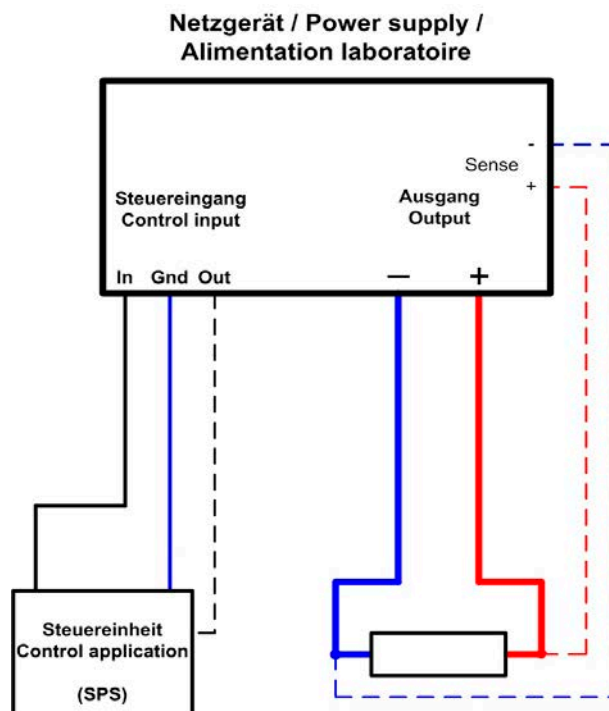 Netzgerät / Power supply /
Alimentation laboratoire
-
Sense
+
Steuereingang
Control input
Ausgang
Output
In Gnd Out
— +
Steuereinheit
Control application
(SPS)